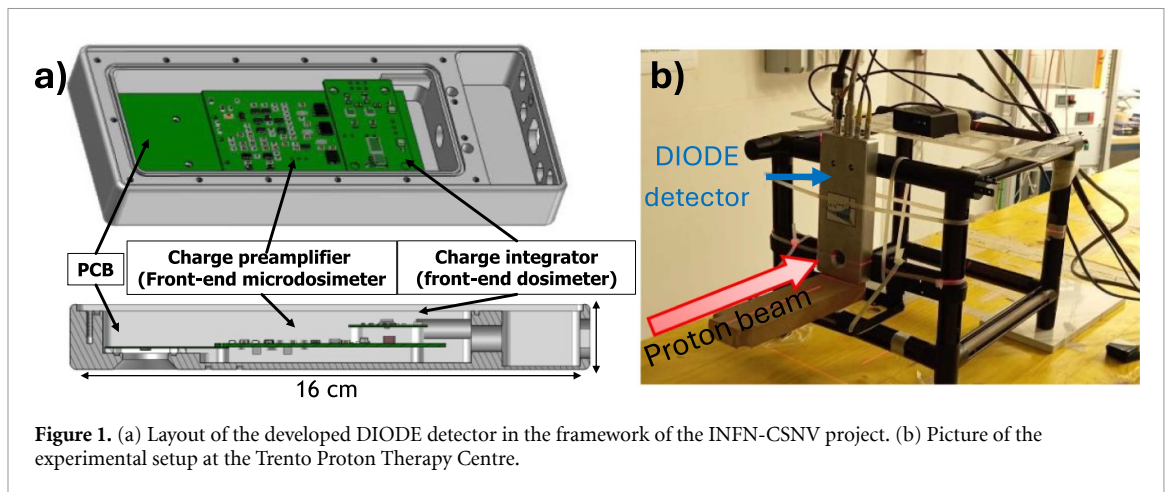 a)
PCB
Charge preamplifier
(Front-end microdosimeter
Charge integrator
(front-end dosimeter)
16 cm
b)
DIODE
detector
Proton beam
Figure 1. (a) Layout of the developed DIODE detector in the framework of the INFN-CSNV project. (b) Picture of the
experimental setup at the Trento Proton Therapy Centre.